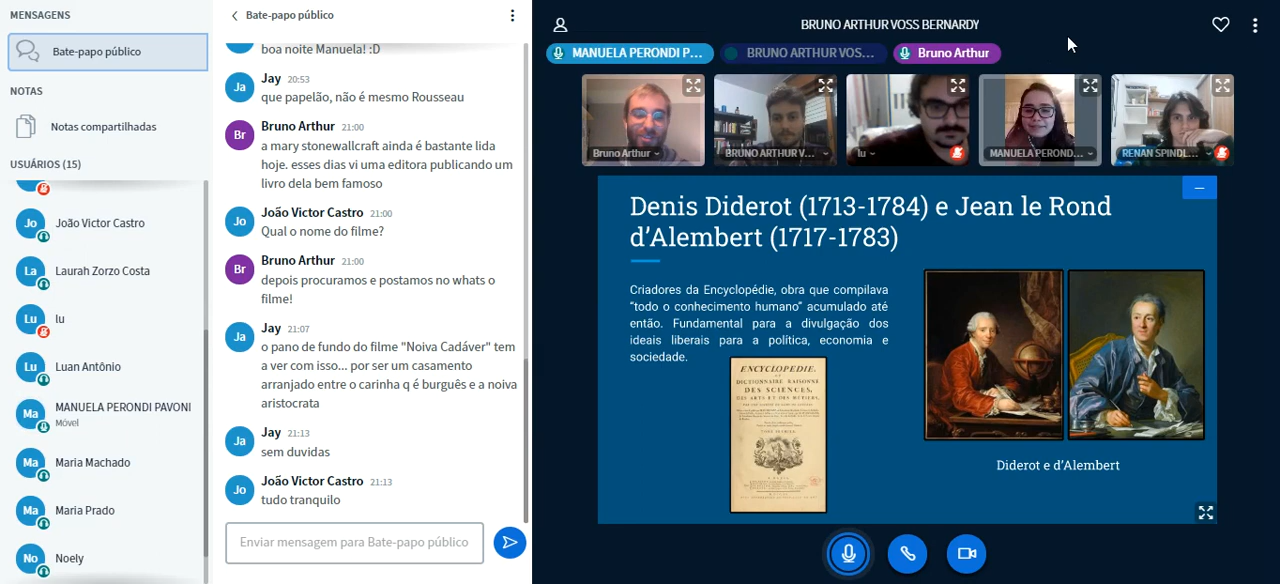 MENSAGENS
Bate-papo público
NOTAS
Notas compartilhadas
USUÁRIOS (15)
Jo
João Victor Castro
La
Laurah Zorzo Costa
Lu
lu
Lu
Luan Antônio
Ma
MANUELA PERONDI PAVONI
Móvel
Ma
Maria Machado
Ma
Maria Prado
No
Noely
Bate-papo público
boa noite Manuela! :D
Ja
Jay 20:53
que papelão, não é mesmo Rousseau
Br
Bruno Arthur 21:00
a mary stonewallcraft ainda é bastante lida
hoje. esses dias vi uma editora publicando um
livro dela bem famoso
Jo
João Victor Castro 21:00
Qual o nome do filme?
Br
Bruno Arthur 21:00
depois procuramos e postamos no whats o
filme!
Ja
Jay 21:07
o pano de fundo do filme "Noiva Cadáver" tem
a ver com isso... por ser um casamento
arranjado entre o carinha q é burguês e a noiva
aristocrata
Ja
Jay 21:13
sem duvidas
Jo
João Victor Castro 21:13
tudo tranquilo
Enviar mensagem para Bate-papo público
BRUNO ARTHUR VOSS BERNARDY
MANUELA PERONDI P...
BRUNO ARTHUR VOS...
Bruno Arthur
Bruno Arthur
BRUNO ARTHUR V...
lu
MANUELA PEROND...
RENAN SPINDL...
Denis Diderot (1713-1784) e Jean le Rond
d’Alembert (1717-1783)
Criadores da Encyclopédie, obra que compilava
“todo o conhecimento humano” acumulado até
então. Fundamental para a divulgação dos
ideais liberais para a política, economia e
sociedade.
ENCYCLOPEDIE,
DICTIONNAIRE RAISONNÉ
DES SCIENCES,
DES ARTS ET DES MÉTIERS,
Diderot e d’Alembert